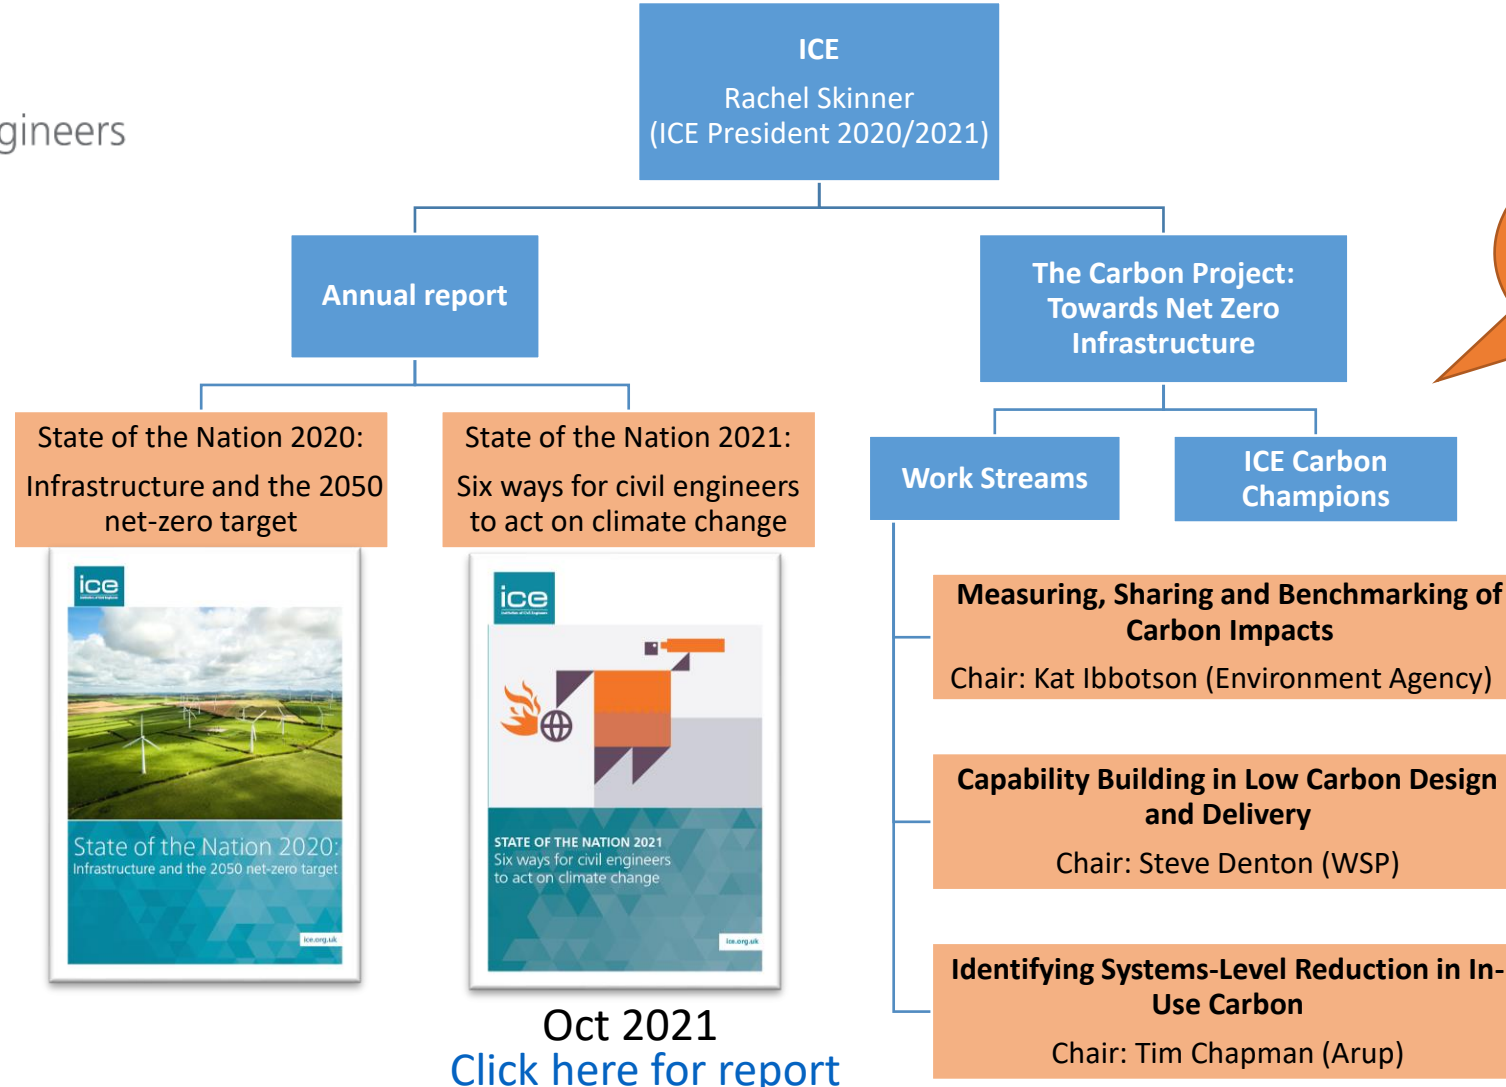 gineers
ICE
Rachel Skinner
(ICE President 2020/2021)
Annual report
The Carbon Project:
Towards Net Zero
Infrastructure
State of the Nation 2020:
Infrastructure and the 2050
net-zero target
State of the Nation 2021:
Six ways for civil engineers
to act on climate change
Work Streams
ICE Carbon
Champions
ice
State of the Nation 2020:
Infrastructure and the 2050 net-zero target
ice.org.uk
ice
STATE OF THE NATION 2021
Six ways for civil engineers
to act on climate change
ice.org.uk
Oct 2021
Click here for report
Measuring, Sharing and Benchmarking of
Carbon Impacts
Chair: Kat Ibbotson (Environment Agency)
Capability Building in Low Carbon Design
and Delivery
Chair: Steve Denton (WSP)
Identifying Systems-Level Reduction in In-
Use Carbon
Chair: Tim Chapman (Arup)